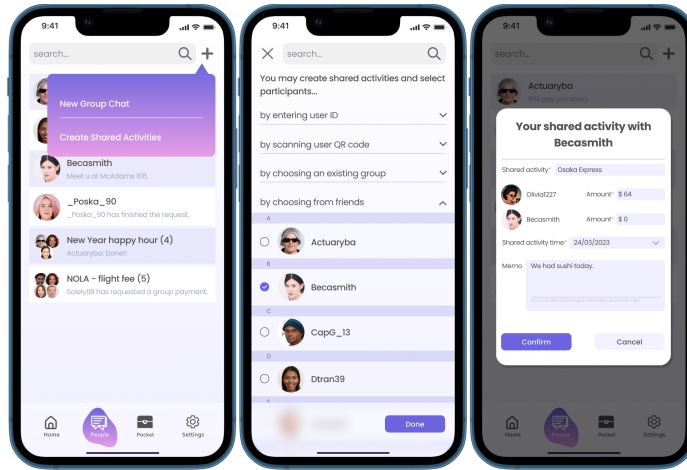 9:41
search...
New Group Chat
Create Shared Activities
Becasmith
Meet u at McAdams 106.
_Poska_90
_Poska_90 has finished the request.
New Year happy hour (4)
Actuaryba: Done!!
NOLA - flight fee (5)
SolelytBI has requested a group payment.
Home
People
Pocket
Settings
9:41
search...
You may create shared activities and select
participants...
by entering user ID
by scanning user QR code
by choosing an existing group
by choosing from friends
A
Actuaryba
B
Becasmith
C
CapG_13
D
Dtran39
Done
9:41
search...
Actuaryba
Will pay you soon.
Your shared activity with
Becasmith
Shared activity* Osaka Express
Olivia1227 Amount* $ 64
Becasmith Amount* $ 0
Shared activity time* 24/03/2023
Memo We had sushi today.
Confirm Cancel
Home
People
Pocket
Settings